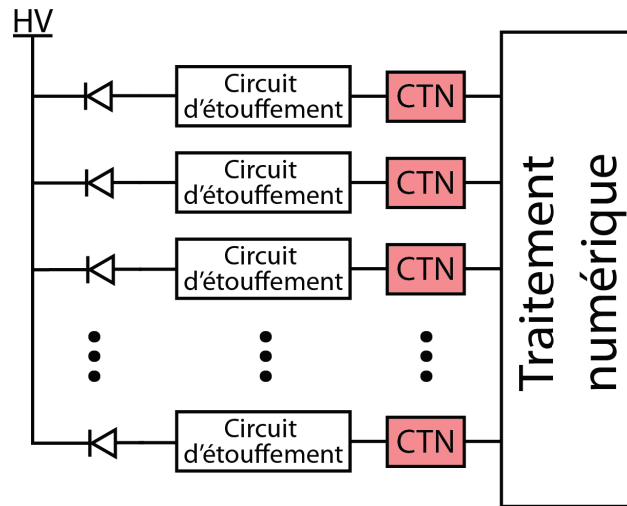 HV
Circuit
d'étouffement
CTN
Circuit
d'étouffement
CTN
Circuit
d'étouffement
CTN
Circuit
d'étouffement
CTN
Traitement
numérique